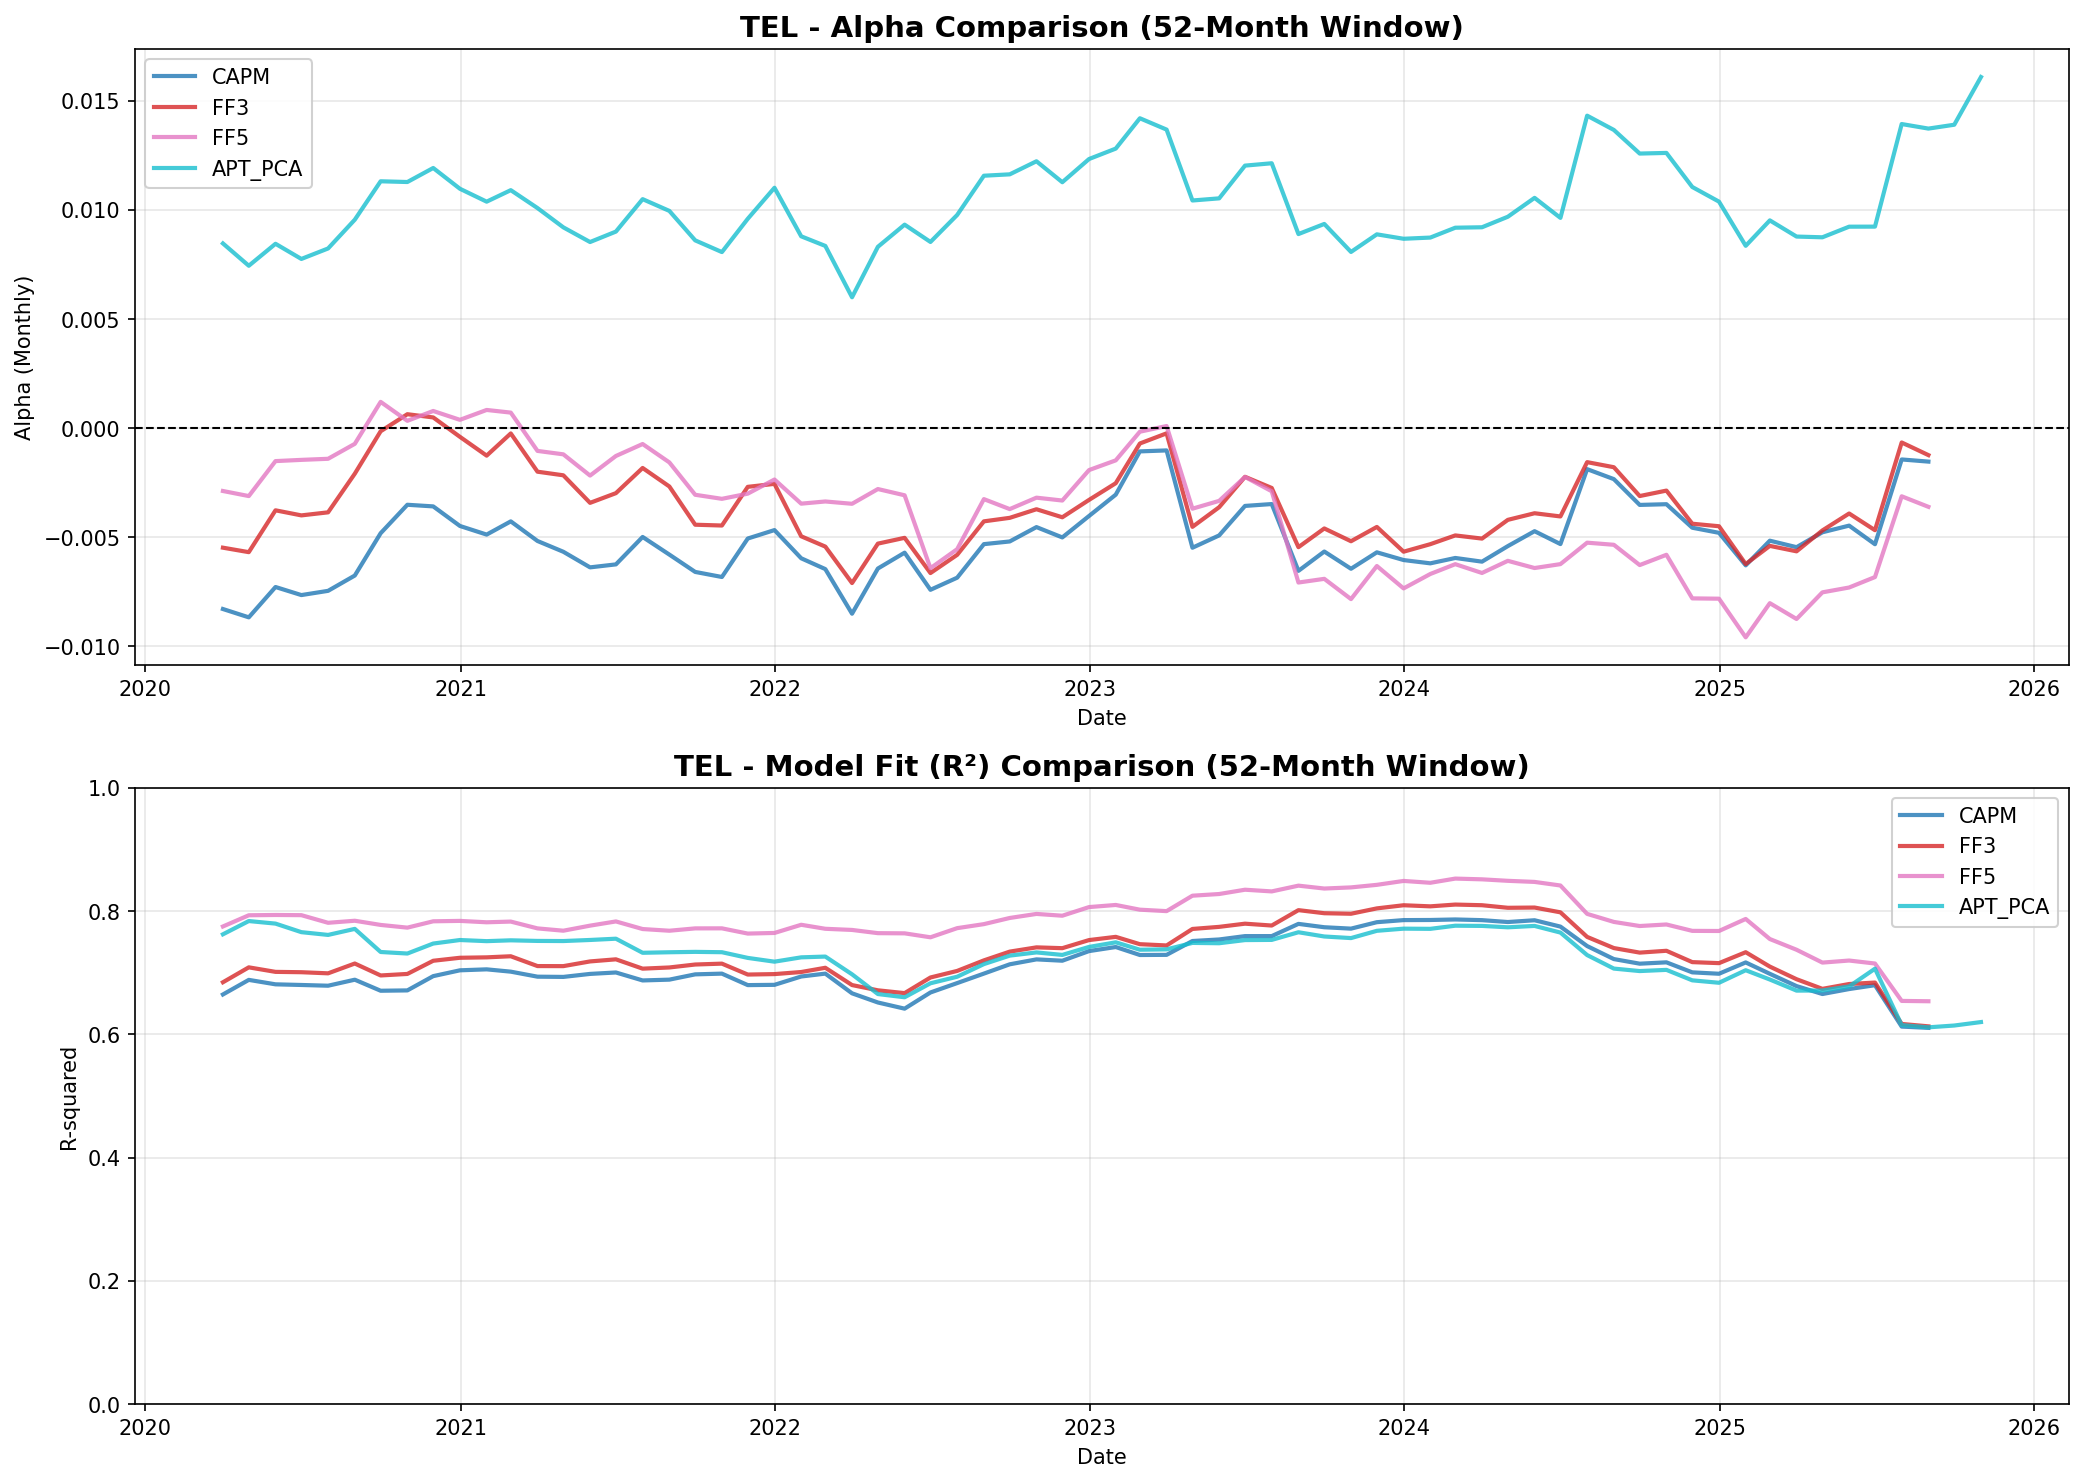 TEL - Alpha Comparison (52-Month Window)
CAPM
FF3
FF5
APT_PCA
Alpha (Monthly)
0.015
0.010
0.005
0.000
−0.005
−0.010
2020 2021 2022 2023 2024 2025 2026
Date
TEL - Model Fit (R²) Comparison (52-Month Window)
CAPM
FF3
FF5
APT_PCA
R-squared
1.0
0.8
0.6
0.4
0.2
0.0
2020 2021 2022 2023 2024 2025 2026
Date